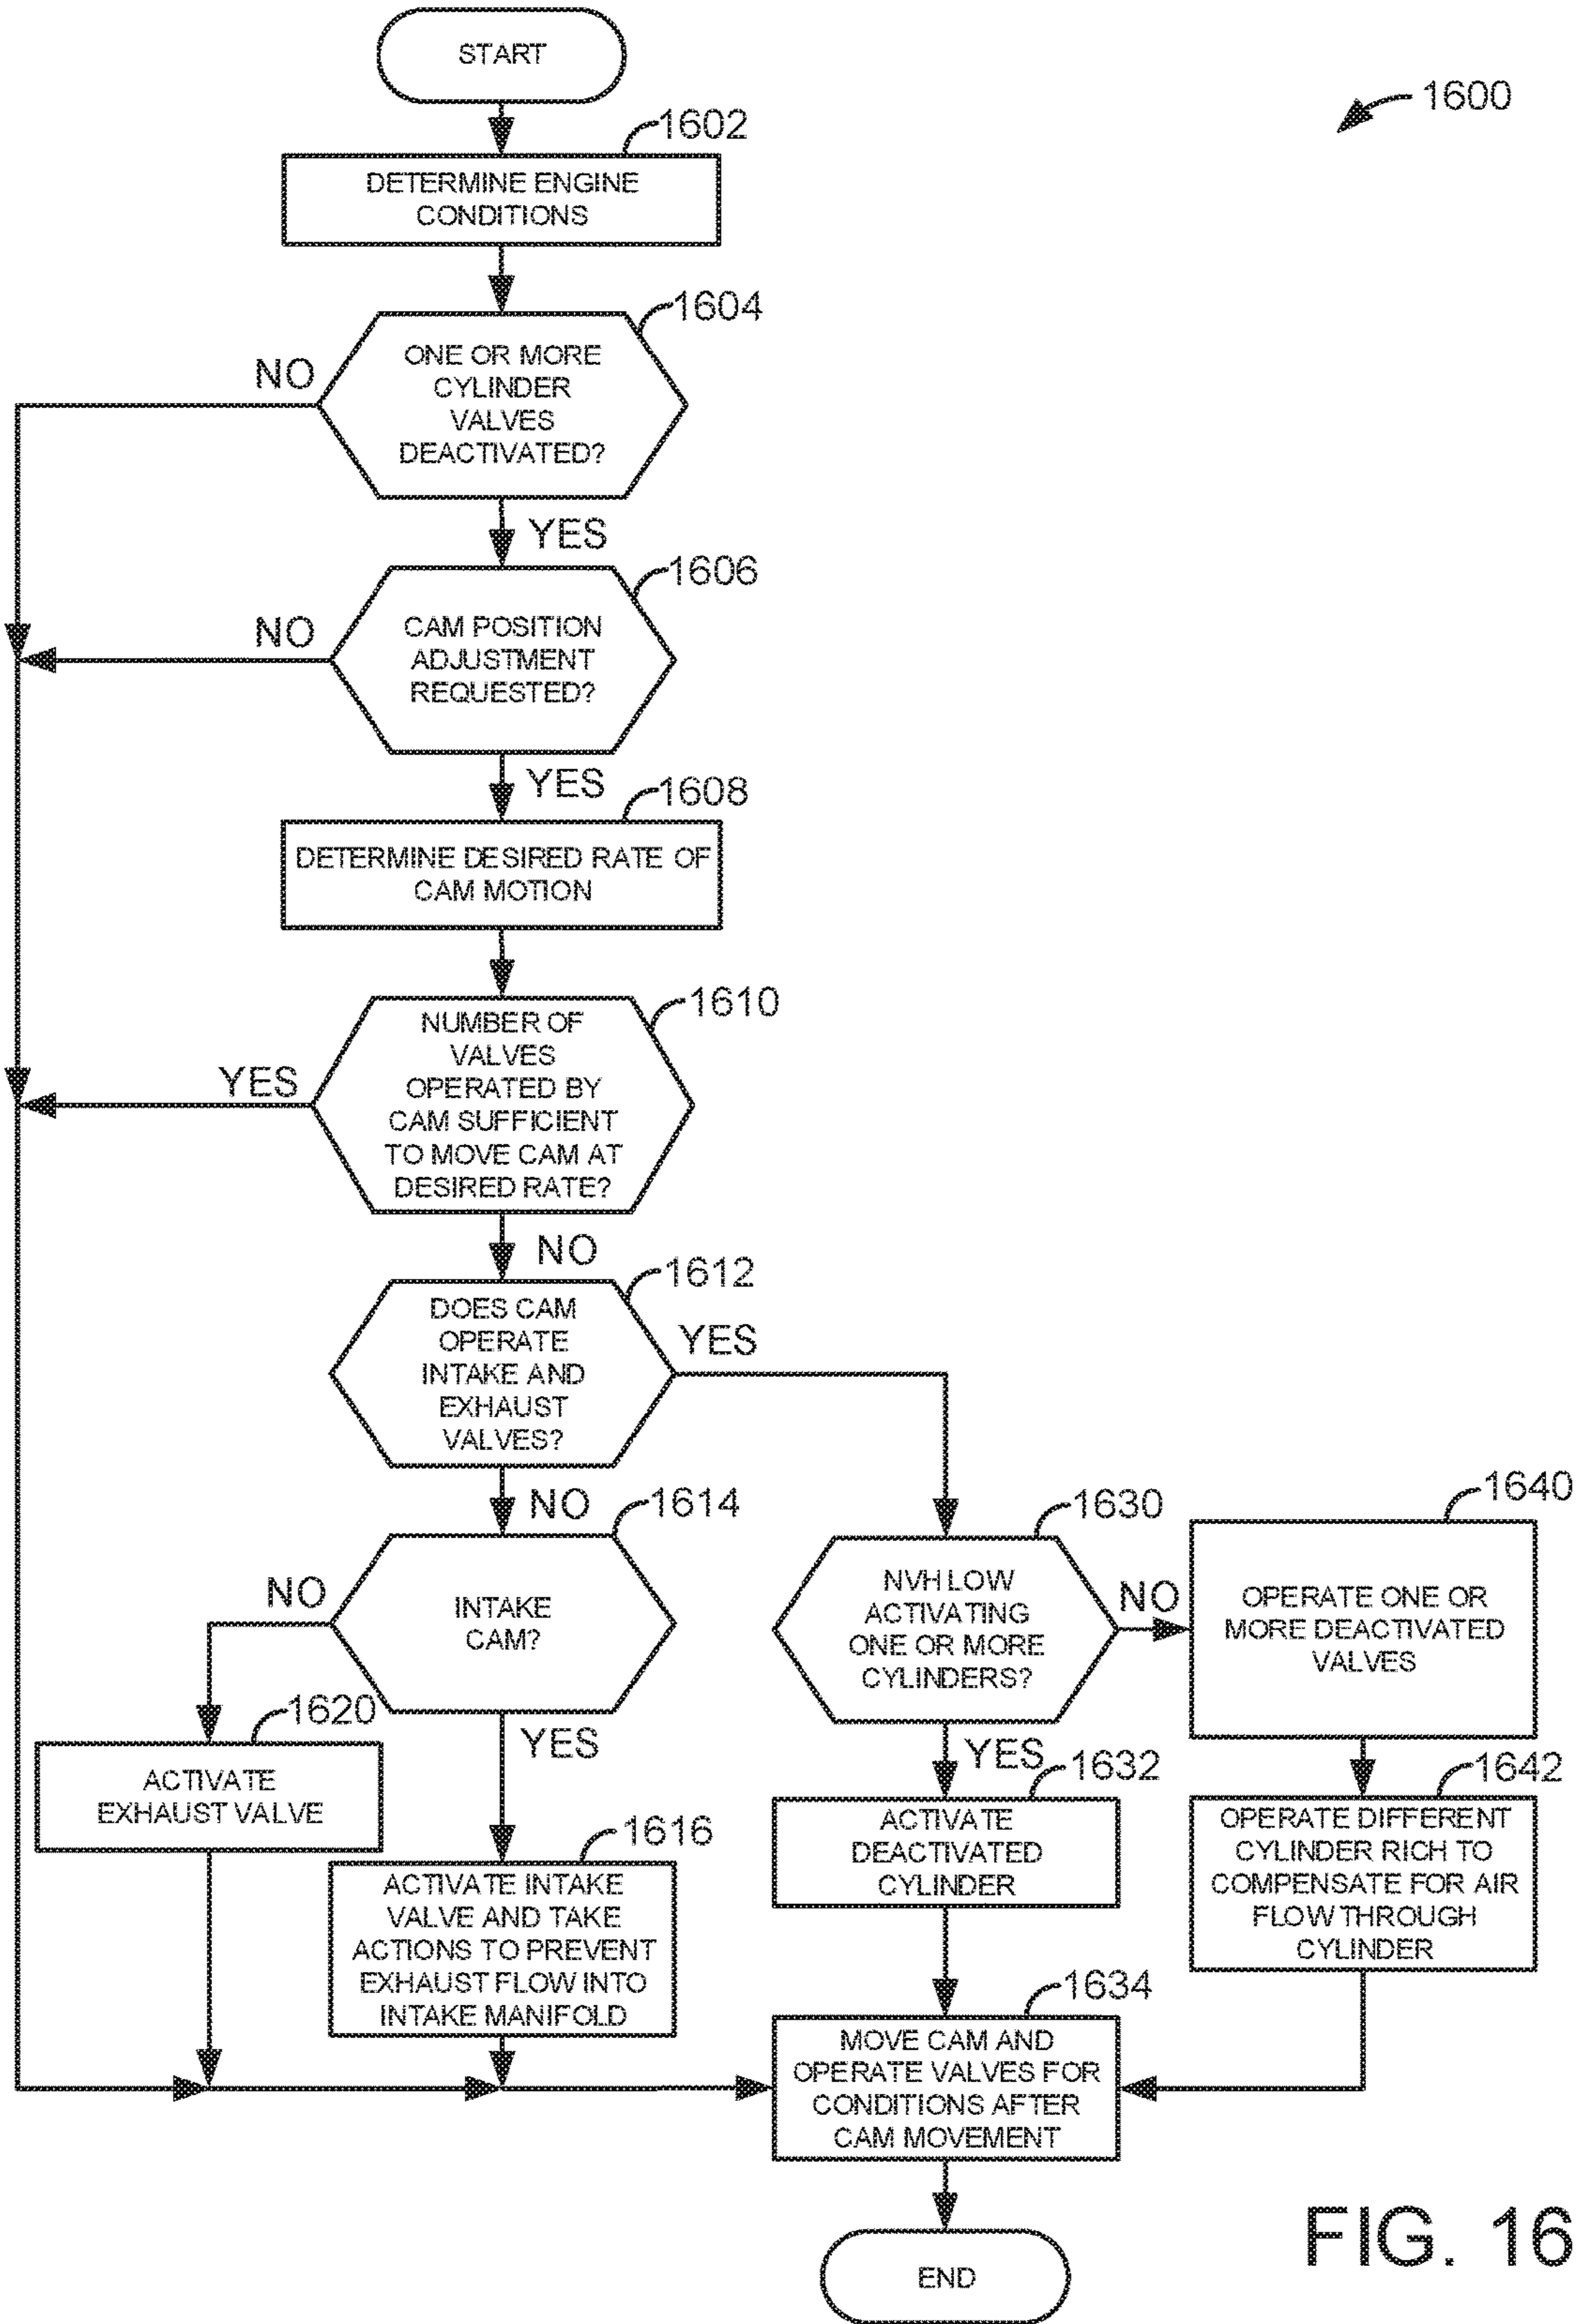 START
1600
1602
DETERMINE ENGINE
CONDITIONS
1604
ONE OR MORE
CYLINDER
VALVES
DEACTIVATED?
NO
YES
1606
CAM POSITION
ADJUSTMENT
REQUESTED?
NO
YES
1608
DETERMINE DESIRED RATE OF
CAM MOTION
1610
NUMBER OF
VALVES
OPERATED BY
CAM SUFFICIENT
TO MOVE CAM AT
DESIRED RATE?
YES
NO
1612
DOES CAM
OPERATE
INTAKE AND
EXHAUST
VALVES?
YES
NO
1614
INTAKE
CAM?
NO
YES
1620
ACTIVATE
EXHAUST VALVE
1616
ACTIVATE INTAKE
VALVE AND TAKE
ACTIONS TO PREVENT
EXHAUST FLOW INTO
INTAKE MANIFOLD
1630
NVH LOW
ACTIVATING
ONE OR MORE
CYLINDERS?
NO
YES
1632
ACTIVATE
DEACTIVATED
CYLINDER
1640
OPERATE ONE OR
MORE DEACTIVATED
VALVES
1642
OPERATE DIFFERENT
CYLINDER RICH TO
COMPENSATE FOR AIR
FLOW THROUGH
CYLINDER
1634
MOVE CAM AND
OPERATE VALVES FOR
CONDITIONS AFTER
CAM MOVEMENT
END
FIG. 16